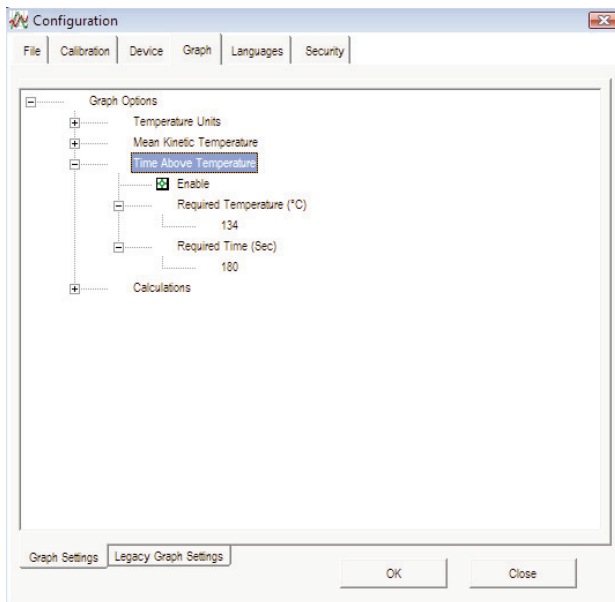 Configuration
File Calibration Device Graph Languages Security
Graph Options
Temperature Units
Mean Kinetic Temperature
Time Above Temperature
Enable
Required Temperature (°C)
134
Required Time (Sec)
180
Calculations
Graph Settings Legacy Graph Settings
OK Close